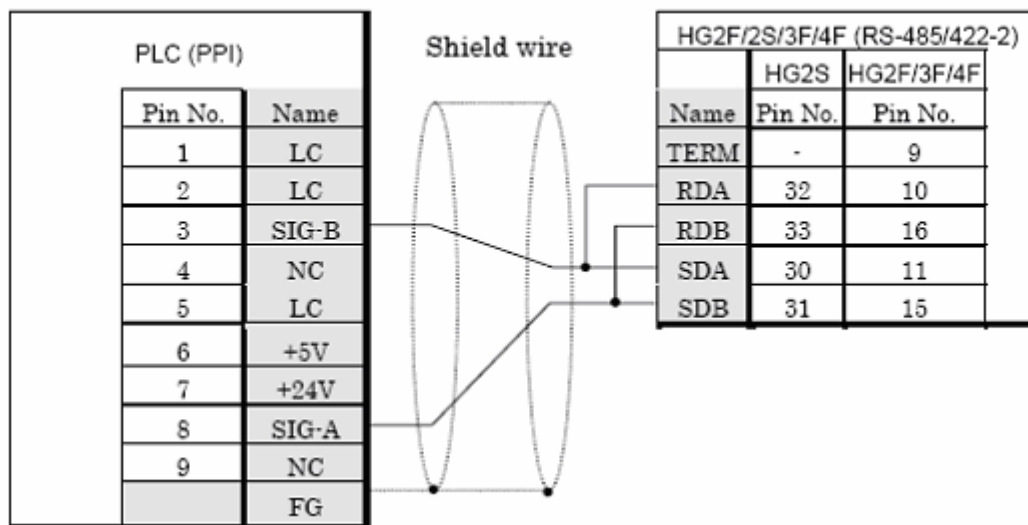 PLC (PPI)
Pin No. Name
1 LC
2 LC
3 SIG-B
4 NC
5 LC
6 +5V
7 +24V
8 SIG-A
9 NC
FG
Shield wire
HG2F/2S/3F/4F (RS-485/422-2)
HG2S HG2F/3F/4F
Name Pin No. Pin No.
TERM - 9
RDA 32 10
RDB 33 16
SDA 30 11
SDB 31 15